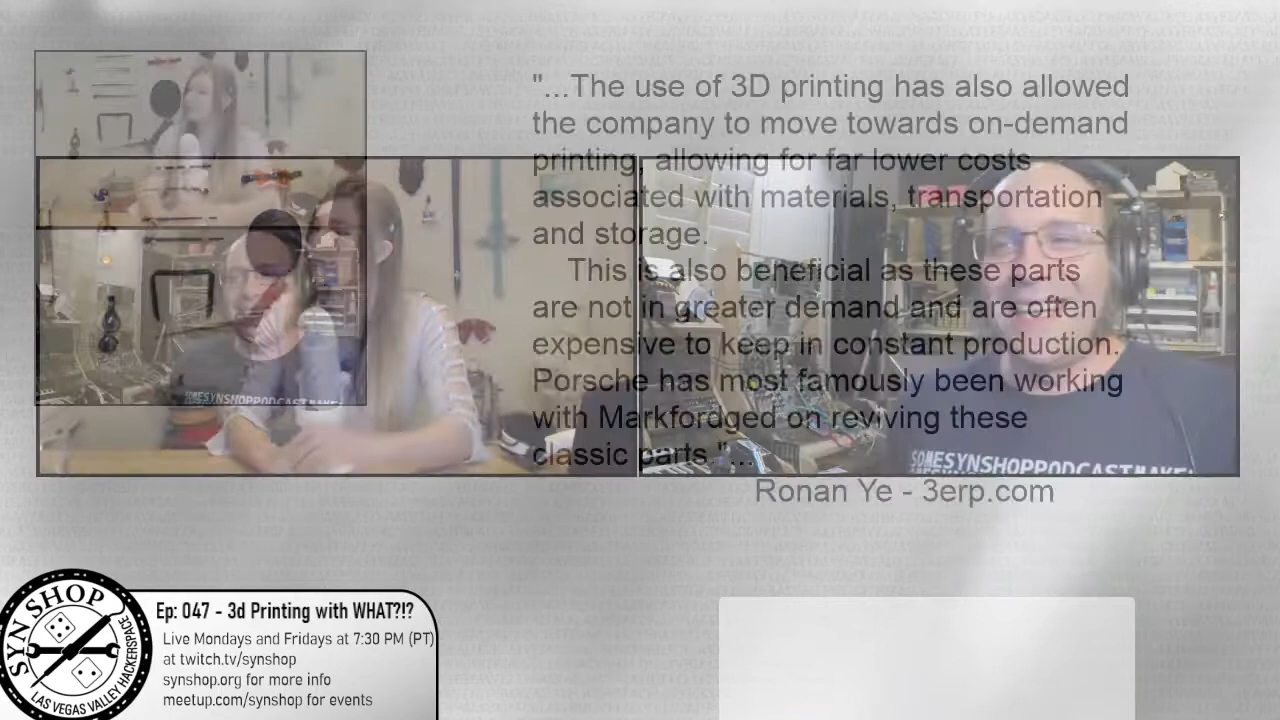 "...The use of 3D printing has also allowed
the company to move towards on-demand
printing, allowing for far lower costs
associated with materials, transportation
and storage.
This is also beneficial as these parts
are not in greater demand and are often
expensive to keep in constant production.
Porsche has most famously been working
with Markfordged on reviving these
classic parts."...
Ronan Ye - 3erp.com
SOMESYNSHOPPODCASTMAKE
SOMESYNSHOPPODCASTMAKE
SYN SHOP
LAS VEGAS VALLEY HACKERSPACE
Ep: 047 - 3d Printing with WHAT?!?
Live Mondays and Fridays at 7:30 PM (PT)
at twitch.tv/synshop
synshop.org for more info
meetup.com/synshop for events